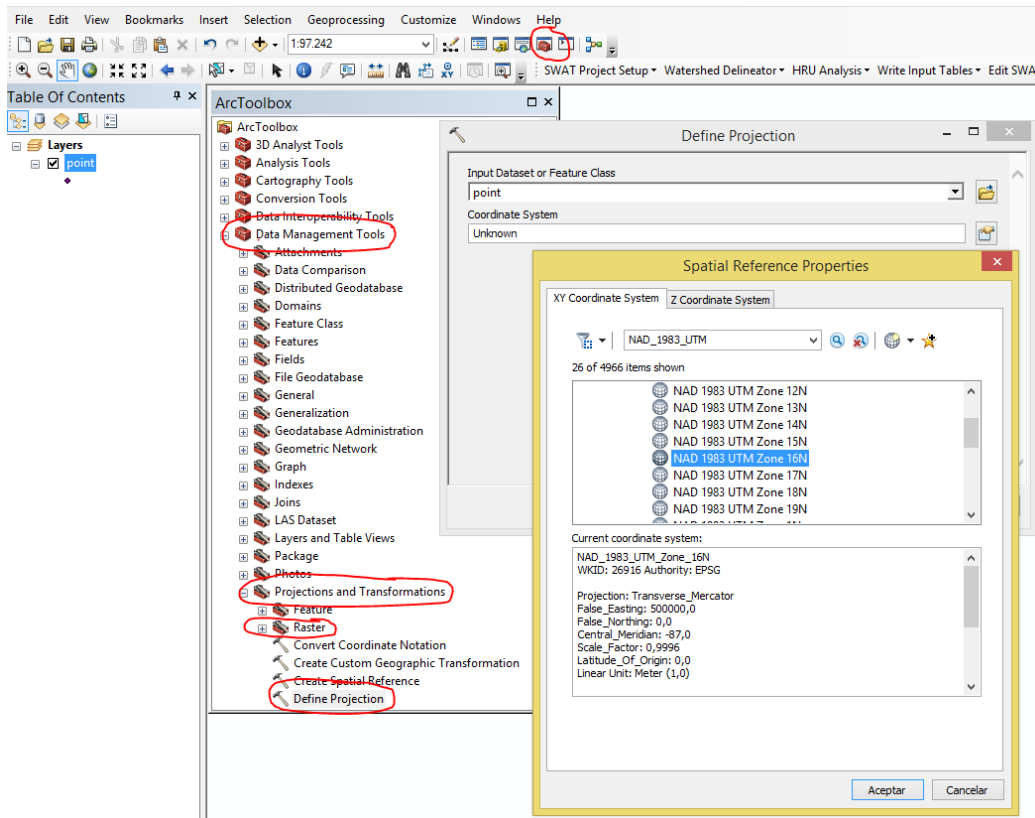 File Edit View Bookmarks Insert Selection Geoprocessing Customize Windows Help
1:97.242
SWAT Project Setup Watershed Delineator HRU Analysis Write Input Tables Edit SWA
Table Of Contents
Layers
point
ArcToolbox
ArcToolbox
3D Analyst Tools
Analysis Tools
Cartography Tools
Conversion Tools
Data Interoperability Tools
Data Management Tools
Attachments
Data Comparison
Distributed Geodatabase
Domains
Feature Class
Features
Fields
File Geodatabase
General
Generalization
Geodatabase Administration
Geometric Network
Graph
Indexes
Joins
LAS Dataset
Layers and Table Views
Package
Photos
Projections and Transformations
Feature
Raster
Convert Coordinate Notation
Create Custom Geographic Transformation
Create Spatial Reference
Define Projection
Define Projection
Input Dataset or Feature Class
point
Coordinate System
Unknown
Spatial Reference Properties
XY Coordinate System Z Coordinate System
NAD_1983_UTM
26 of 4966 items shown
NAD 1983 UTM Zone 12N
NAD 1983 UTM Zone 13N
NAD 1983 UTM Zone 14N
NAD 1983 UTM Zone 15N
NAD 1983 UTM Zone 16N
NAD 1983 UTM Zone 17N
NAD 1983 UTM Zone 18N
NAD 1983 UTM Zone 19N
Current coordinate system:
NAD_1983_UTM_Zone_16N
WKID: 26916 Authority: EPSG
Projection: Transverse_Mercator
False_Easting: 500000,0
False_Northing: 0,0
Central_Meridian: -87,0
Scale_Factor: 0,9996
Latitude_Of_Origin: 0,0
Linear Unit: Meter (1,0)
Aceptar Cancelar